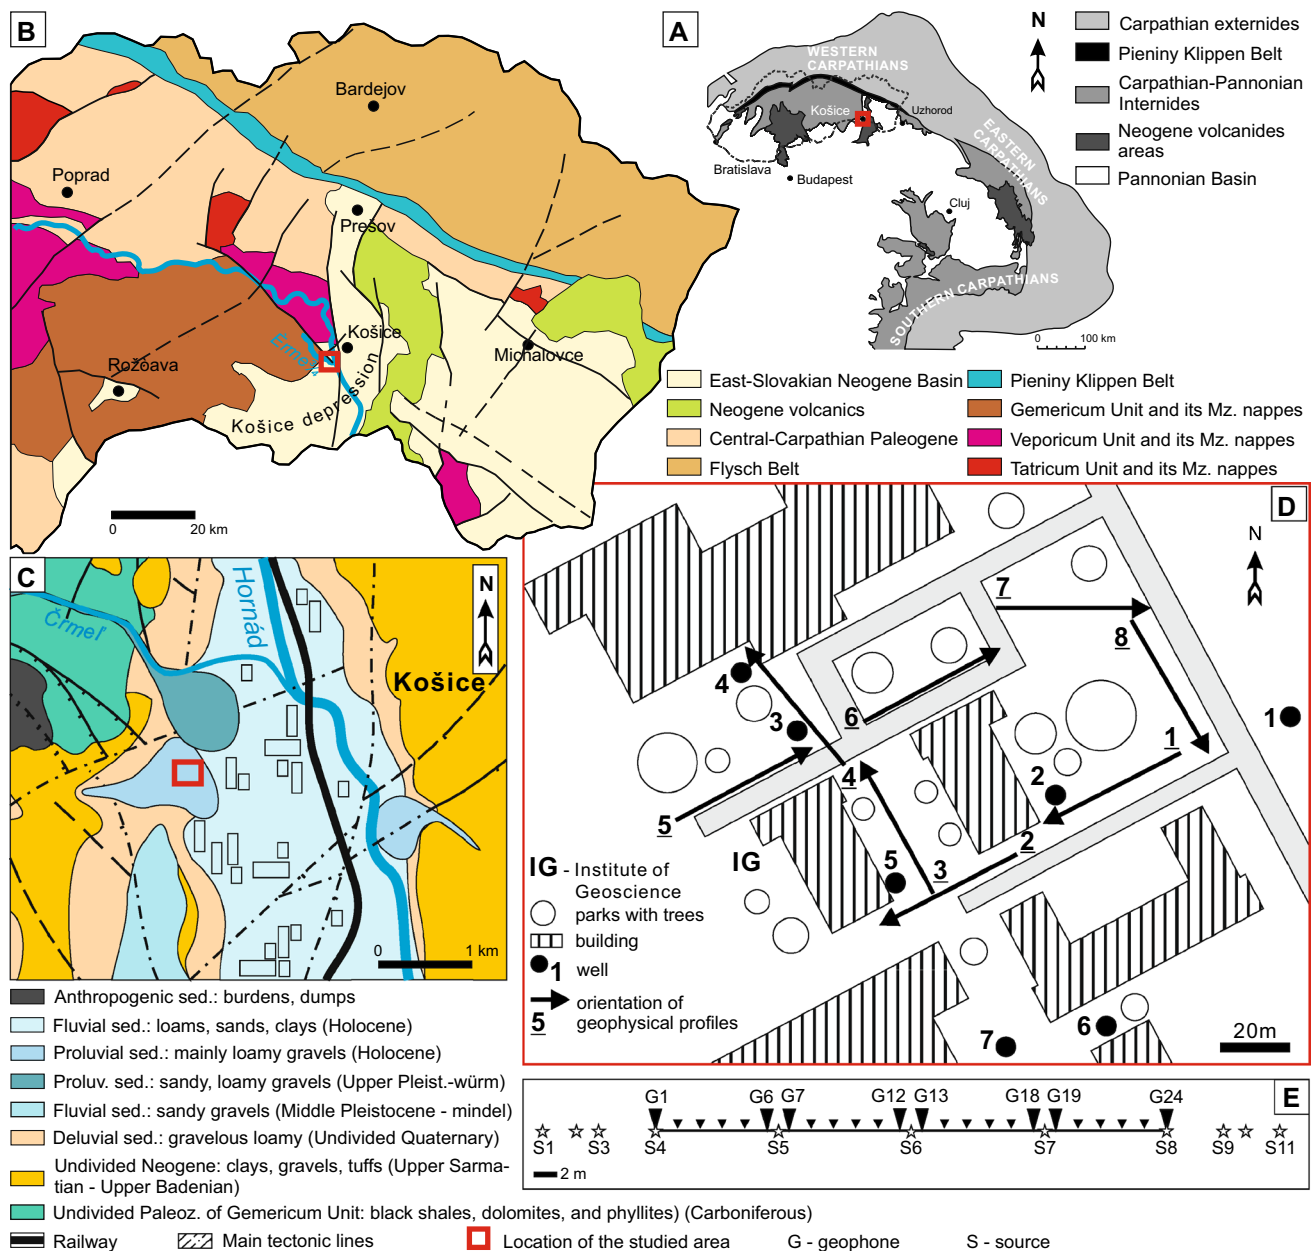 B
Bardejov
Poprad
Prešov
Košice
Michalovce
Rožoava
Košice depression
0
20 km
A
N
WESTERN
CARPATHIANS
Košice
Uzhorod
EASTERN
CARPATHIANS
Bratislava
Budapest
Cluj
SOUTHERN CARPATHIANS
0
100 km
Carpathian externides
Pieniny Klippen Belt
Carpathian-Pannonian
Internides
Neogene volcanides
areas
Pannonian Basin
East-Slovakian Neogene Basin
Neogene volcanics
Central-Carpathian Paleogene
Flysch Belt
Pieniny Klippen Belt
Gemericum Unit and its Mz. nappes
Veporicum Unit and its Mz. nappes
Tatricum Unit and its Mz. nappes
C
N
Črmeľ
Hornád
Košice
0
1 km
Anthropogenic sed.: burdens, dumps
Fluvial sed.: loams, sands, clays (Holocene)
Proluvial sed.: mainly loamy gravels (Holocene)
Proluv. sed.: sandy, loamy gravels (Upper Pleist.-würm)
Fluvial sed.: sandy gravels (Middle Pleistocene - mindel)
Deluvial sed.: gravelous loamy (Undivided Quaternary)
Undivided Neogene: clays, gravels, tuffs (Upper Sarma-
tian - Upper Badenian)
Undivided Paleoz. of Gemericum Unit: black shales, dolomites, and phyllites) (Carboniferous)
Railway
Main tectonic lines
Location of the studied area
G - geophone
S - source
D
N
7
8
4
3
6
1
1
4
2
5
2
5
3
IG
7
6
IG - Institute of
Geoscience
parks with trees
building
1 well
orientation of
5 geophysical profiles
20m
E
G1
G6
G7
G12
G13
G18
G19
G24
S1
S3
S4
S5
S6
S7
S8
S9
S11
2 m